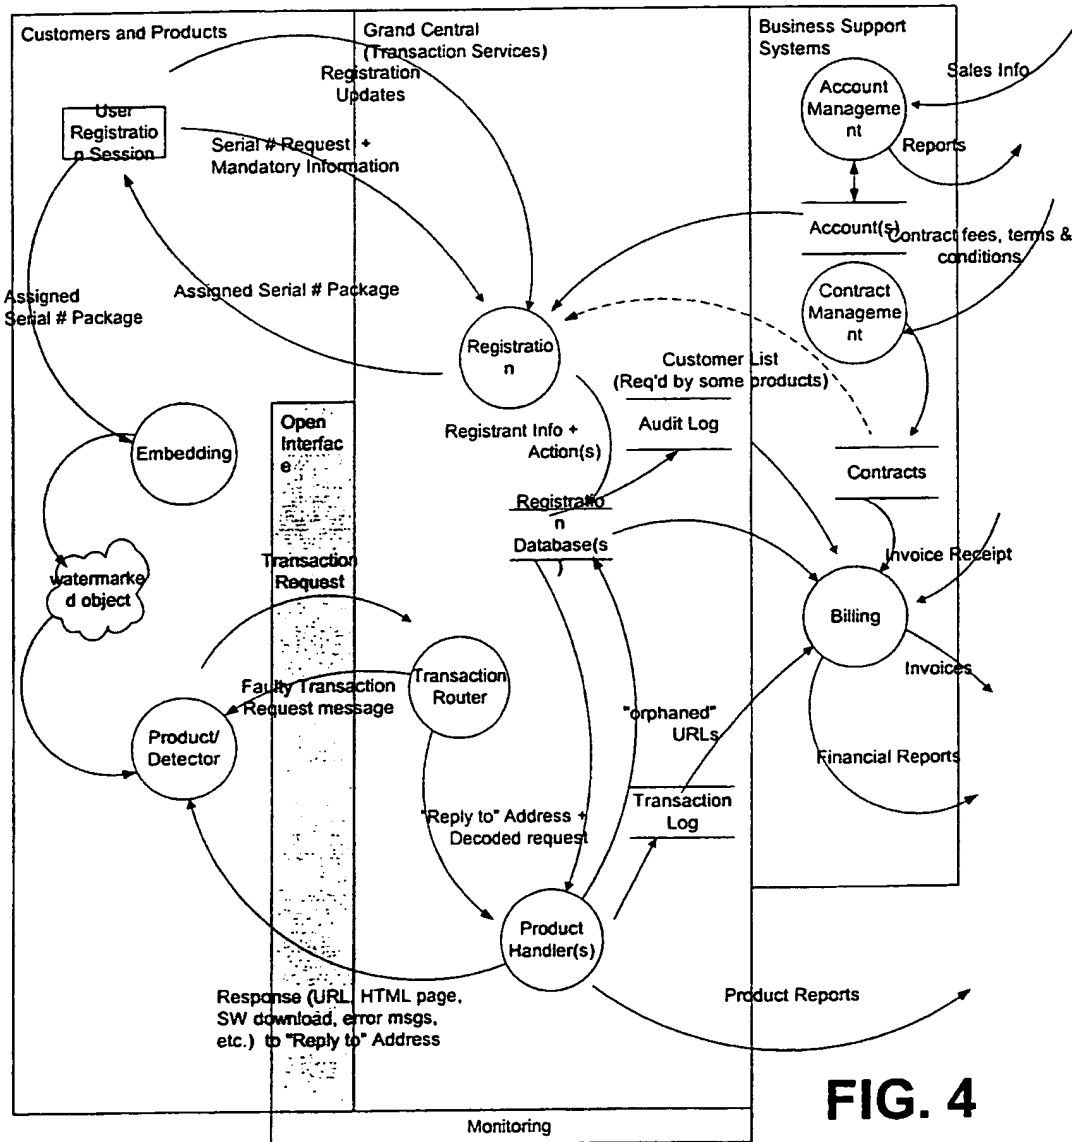 Customers and Products
Grand Central
(Transaction Services)
Business Support
Systems
Registration
Updates
User
Registratio
n Session
Serial # Request +
Mandatory Information
Account
Manageme
nt
Sales Info
Reports
Account(s)
Contract fees, terms &
conditions
Assigned
Serial # Package
Assigned Serial # Package
Contract
Manageme
nt
Registratio
n
Customer List
(Req'd by some products)
Open
Interfac
e
Embedding
Registrant Info +
Action(s)
Audit Log
Contracts
Registratio
n
Database(s
)
Transaction
Request
Invoice Receipt
watermarke
d object
Billing
Invoices
Faulty Transaction
Request message
Transaction
Router
"orphaned"
URLs
Product/
Detector
Financial Reports
"Reply to" Address +
Decoded request
Transaction
Log
Product
Handler(s)
Response (URL, HTML page,
SW download, error msgs,
etc.) to "Reply to" Address
Product Reports
FIG. 4
Monitoring